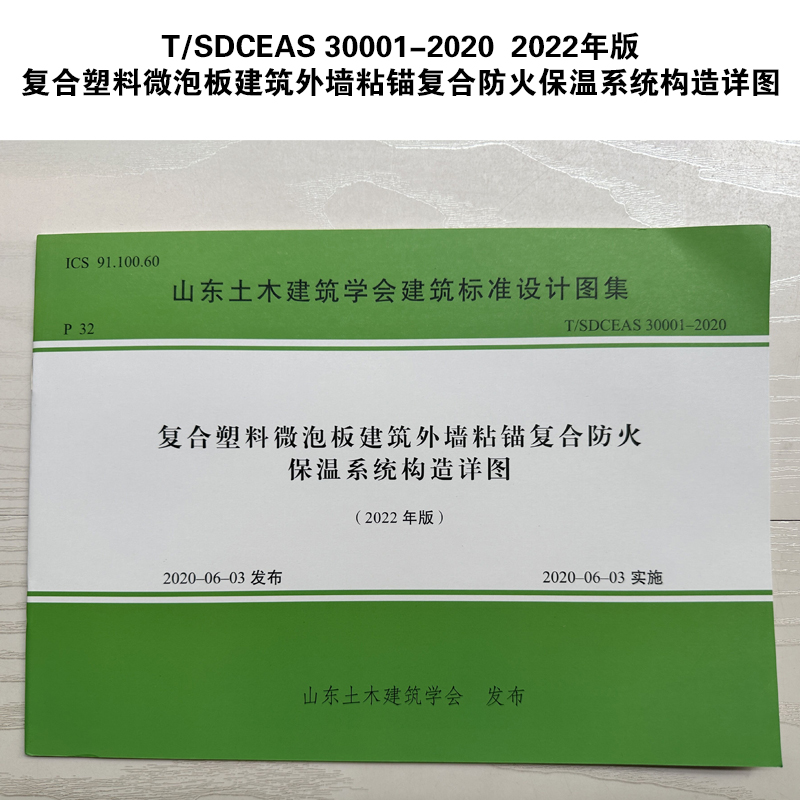 T/SDCEAS 30001-2020 2022年版
复合塑料微泡板建筑外墙粘锚复合防火保温系统构造详图
ICS 91.100.60
山东土木建筑学会建筑标准设计图集
P 32
T/SDCEAS 30001-2020
复合塑料微泡板建筑外墙粘锚复合防火
保温系统构造详图
（2022 年版）
2020-06-03 发布
2020-06-03 实施
山东土木建筑学会 发布